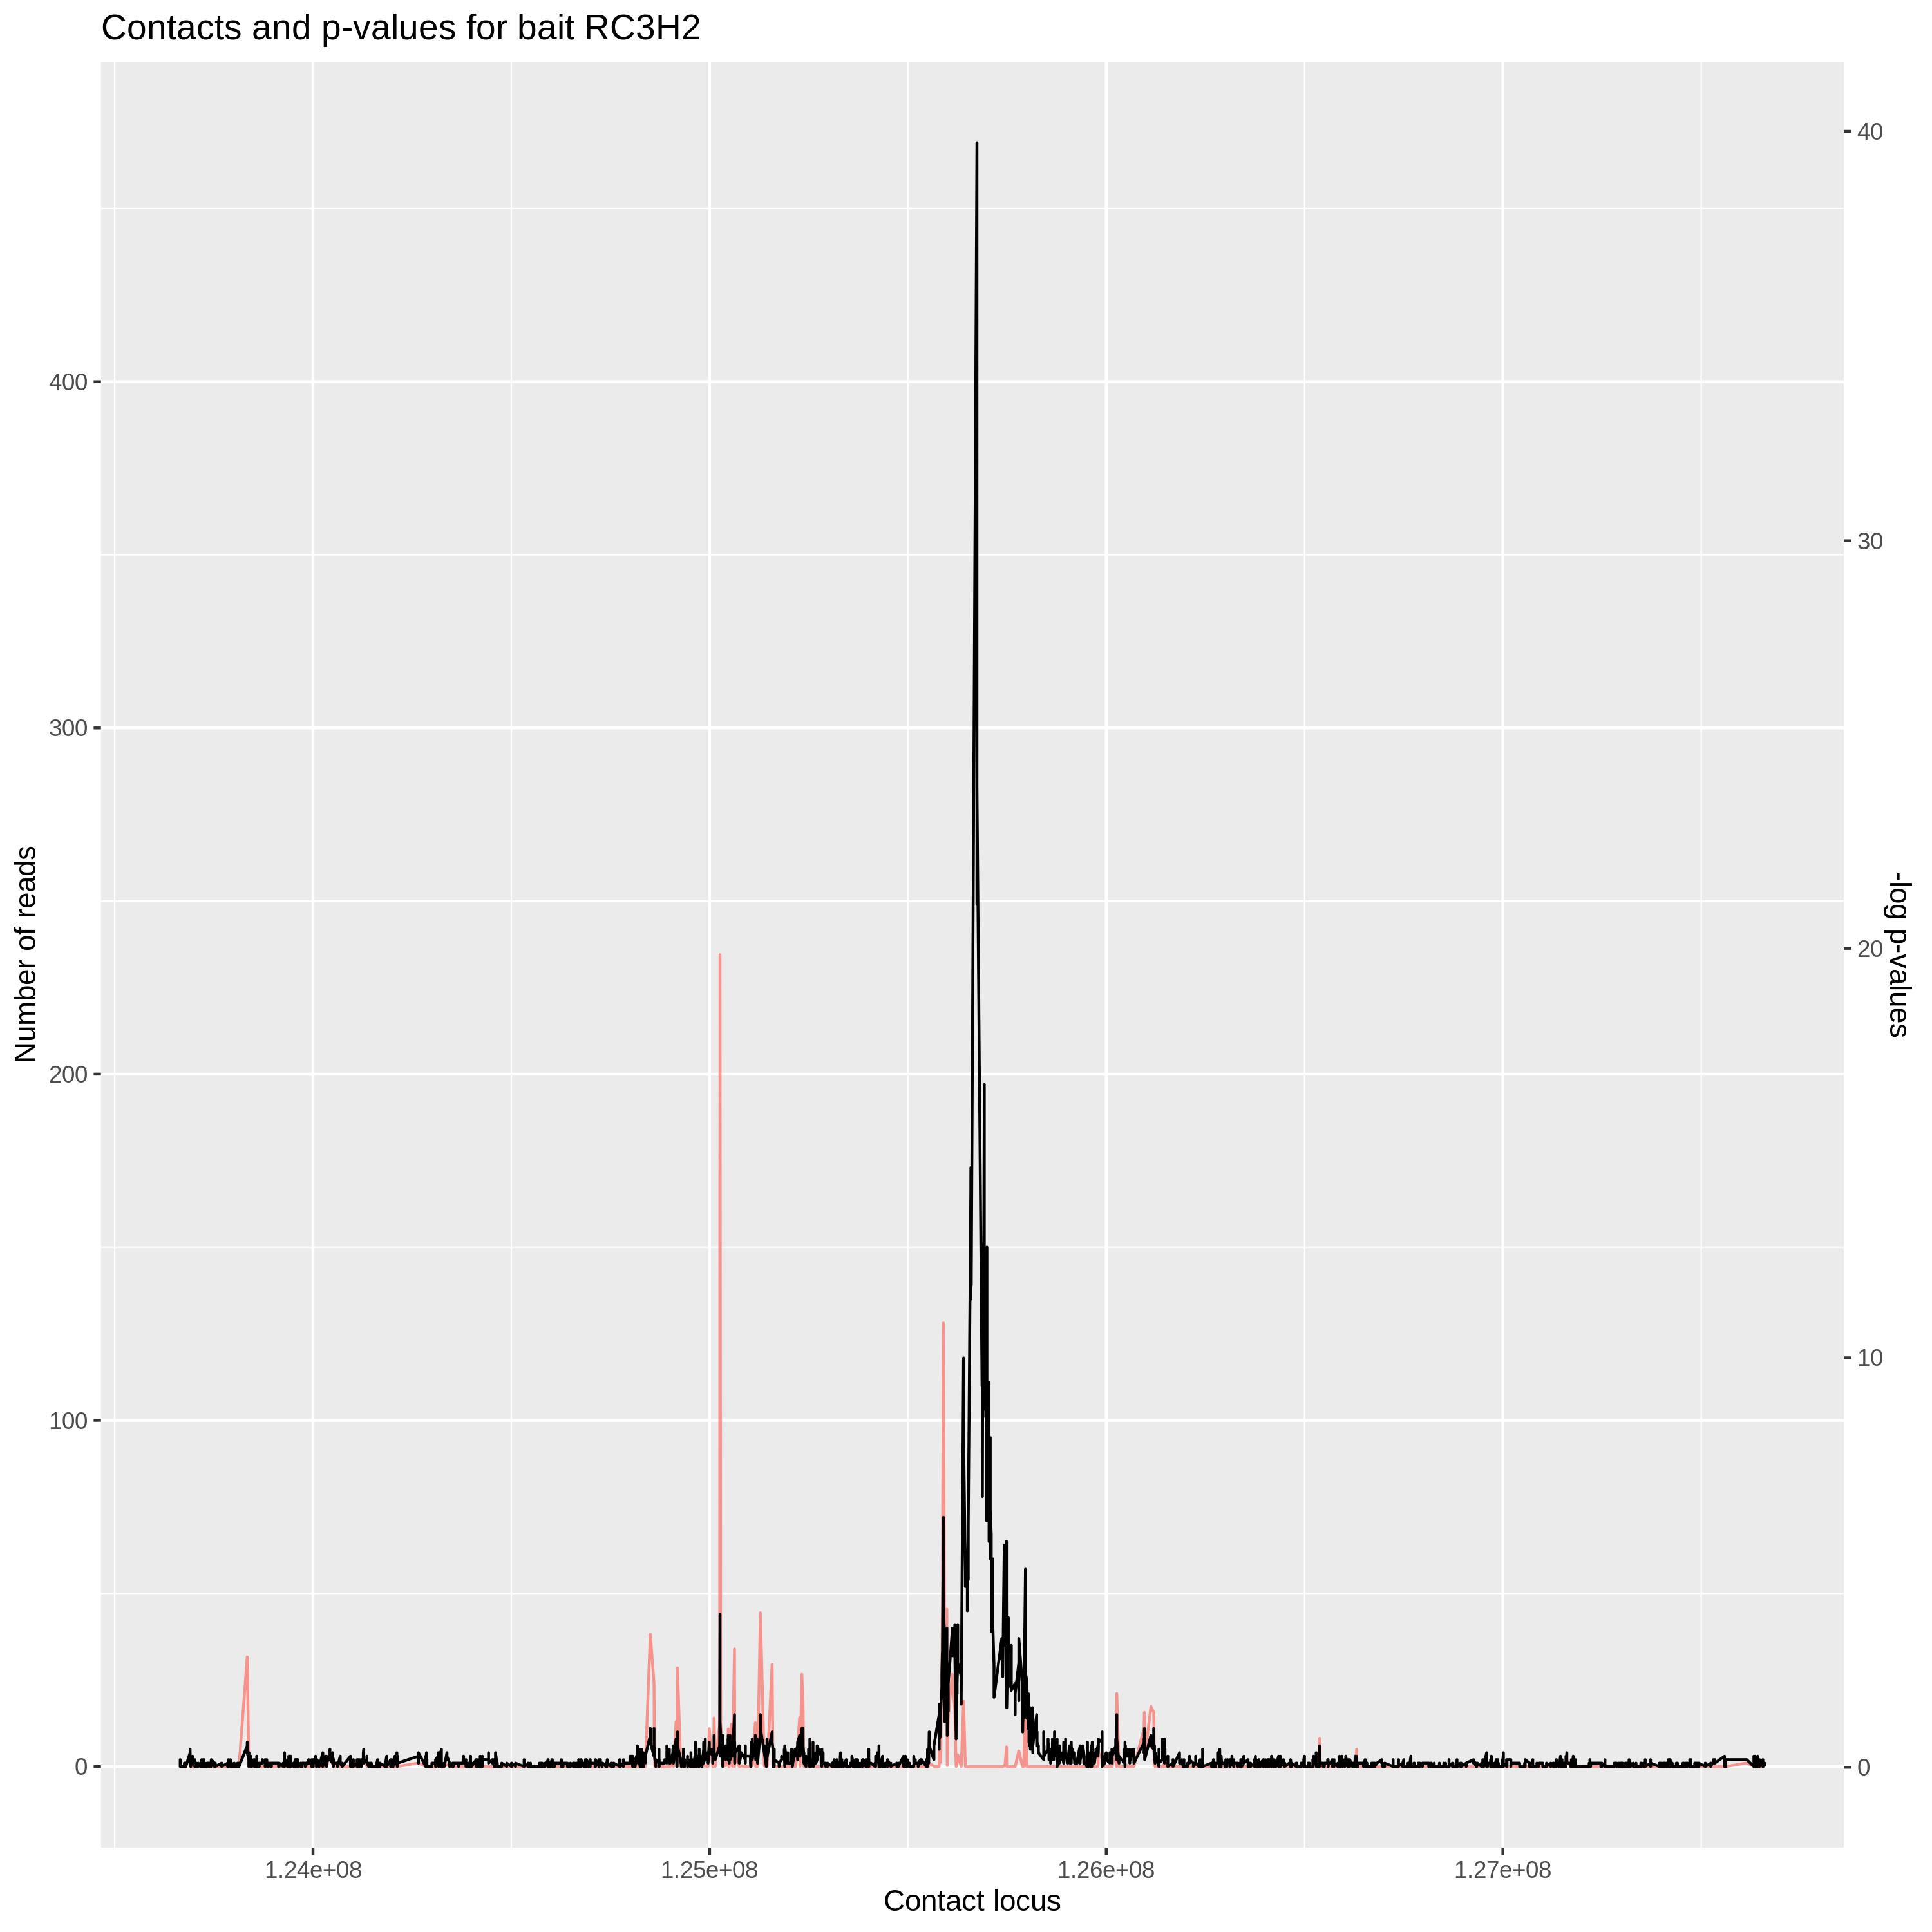 Contacts and p-values for bait RC3H2
Number of reads
400
300
200
100
0
40
30
20
10
0
-log p-values
1.24e+08 1.25e+08 1.26e+08 1.27e+08
Contact locus